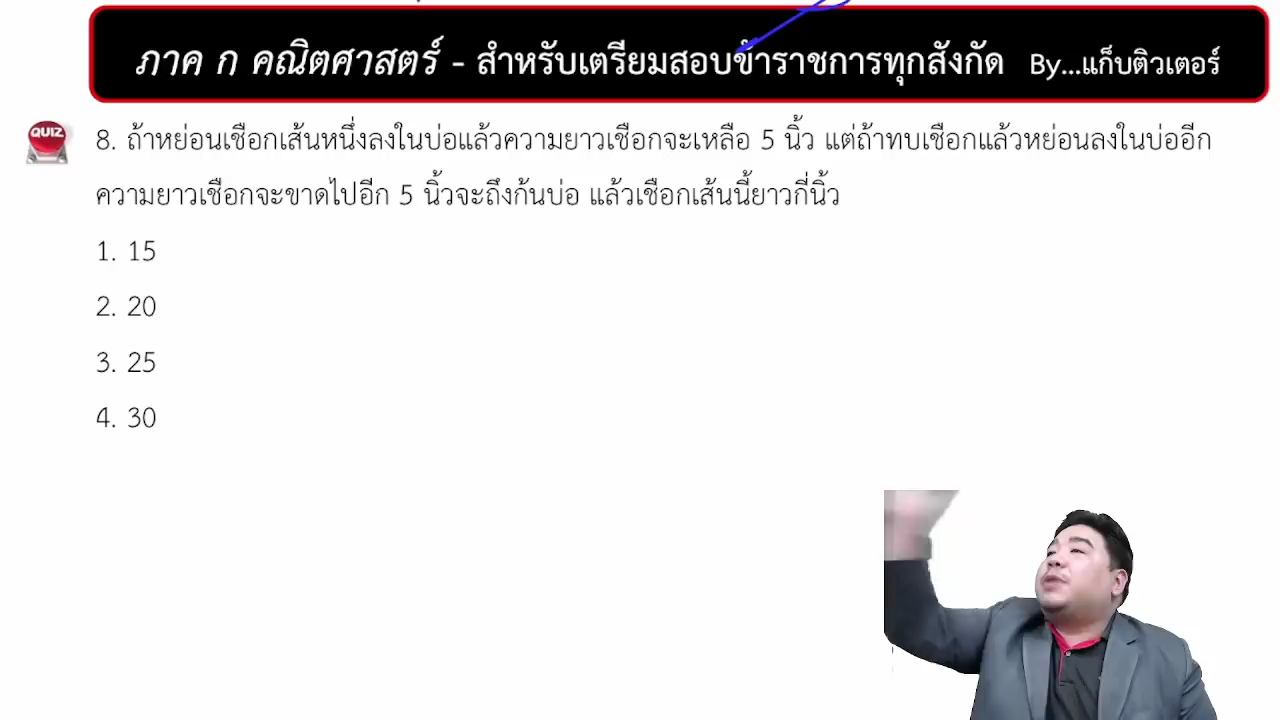 ภาค ก คณิตศาสตร์ - สำหรับเตรียมสอบข้าราชการทุกสังกัด By...แก็บติวเตอร์
QUIZ
8. ถ้าหย่อนเชือกเส้นหนึ่งลงในบ่อแล้วความยาวเชือกจะเหลือ 5 นิ้ว แต่ถ้าทบเชือกแล้วหย่อนลงในบ่ออีก
ความยาวเชือกจะขาดไปอีก 5 นิ้วจะถึงก้นบ่อ แล้วเชือกเส้นนี้ยาวกี่นิ้ว
1. 15
2. 20
3. 25
4. 30